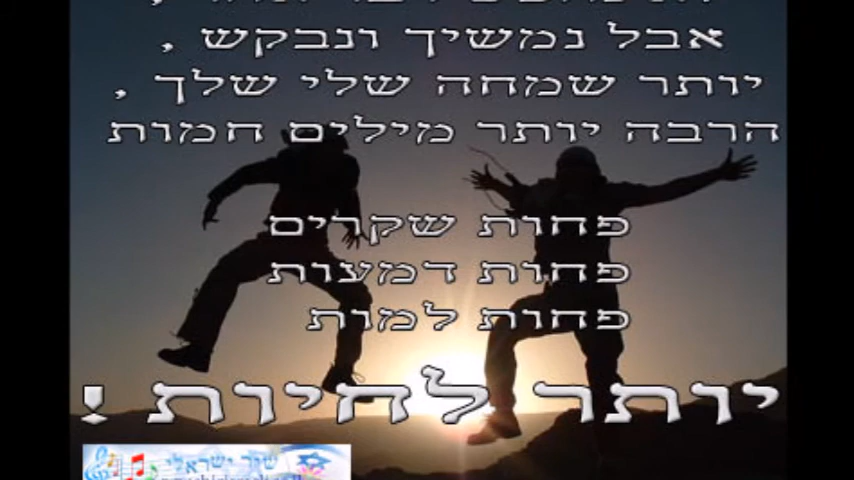 אבל נמשיך ונבקש ,
יותר שמחה שלי שלך ,
הרבה יותר מילים חמות
פחות שקרים
פחות דמעות
פחות למות
יותר לחיות !
שיר ישראלי